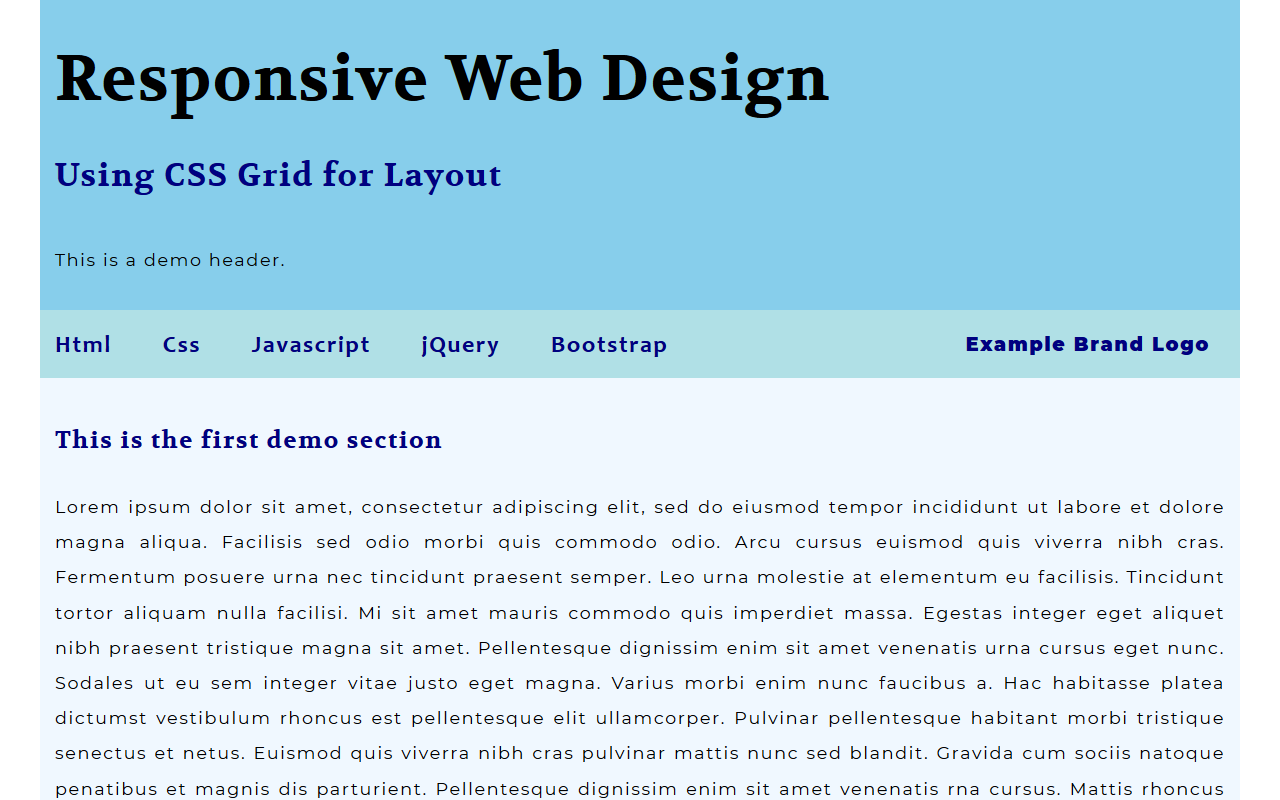 Responsive Web Design
Using CSS Grid for Layout
This is a demo header.
Html Css Javascript jQuery Bootstrap Example Brand Logo
This is the first demo section
Lorem ipsum dolor sit amet, consectetur adipiscing elit, sed do eiusmod tempor incididunt ut labore et dolore
magna aliqua. Facilisis sed odio morbi quis commodo odio. Arcu cursus euismod quis viverra nibh cras.
Fermentum posuere urna nec tincidunt praesent semper. Leo urna molestie at elementum eu facilisis. Tincidunt
tortor aliquam nulla facilisi. Mi sit amet mauris commodo quis imperdiet massa. Egestas integer eget aliquet
nibh praesent tristique magna sit amet. Pellentesque dignissim enim sit amet venenatis urna cursus eget nunc.
Sodales ut eu sem integer vitae justo eget magna. Varius morbi enim nunc faucibus a. Hac habitasse platea
dictumst vestibulum rhoncus est pellentesque elit ullamcorper. Pulvinar pellentesque habitant morbi tristique
senectus et netus. Euismod quis viverra nibh cras pulvinar mattis nunc sed blandit. Gravida cum sociis natoque
penatibus et magnis dis parturient. Pellentesque dignissim enim sit amet venenatis rna cursus. Mattis rhoncus